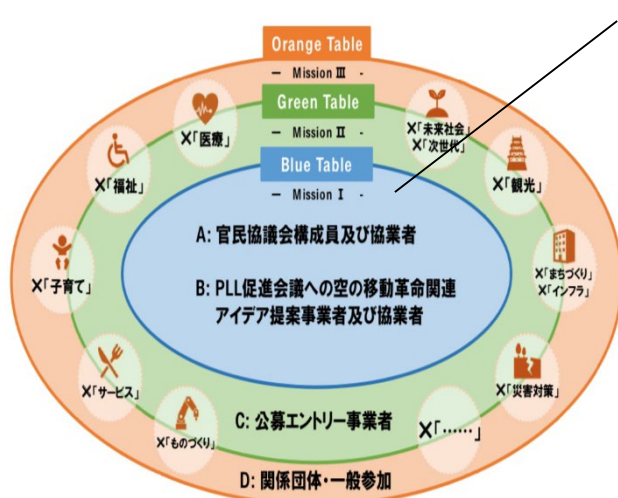 Orange Table
— Mission Ⅲ -
Green Table
— Mission Ⅱ -
Blue Table
— Mission Ⅰ -
×「医療」
×「未来社会」
×「次世代」
×「福祉」
×「観光」
A: 官民協議会構成員及び協業者
×「子育て」
×「まちづくり」
×「インフラ」
B: PLL促進会議への空の移動革命関連
アイデア提案事業者及び協業者
×「サービス」
×「災害対策」
C: 公募エントリー事業者
×「ものづくり」
×「……」
D: 関係団体・一般参加